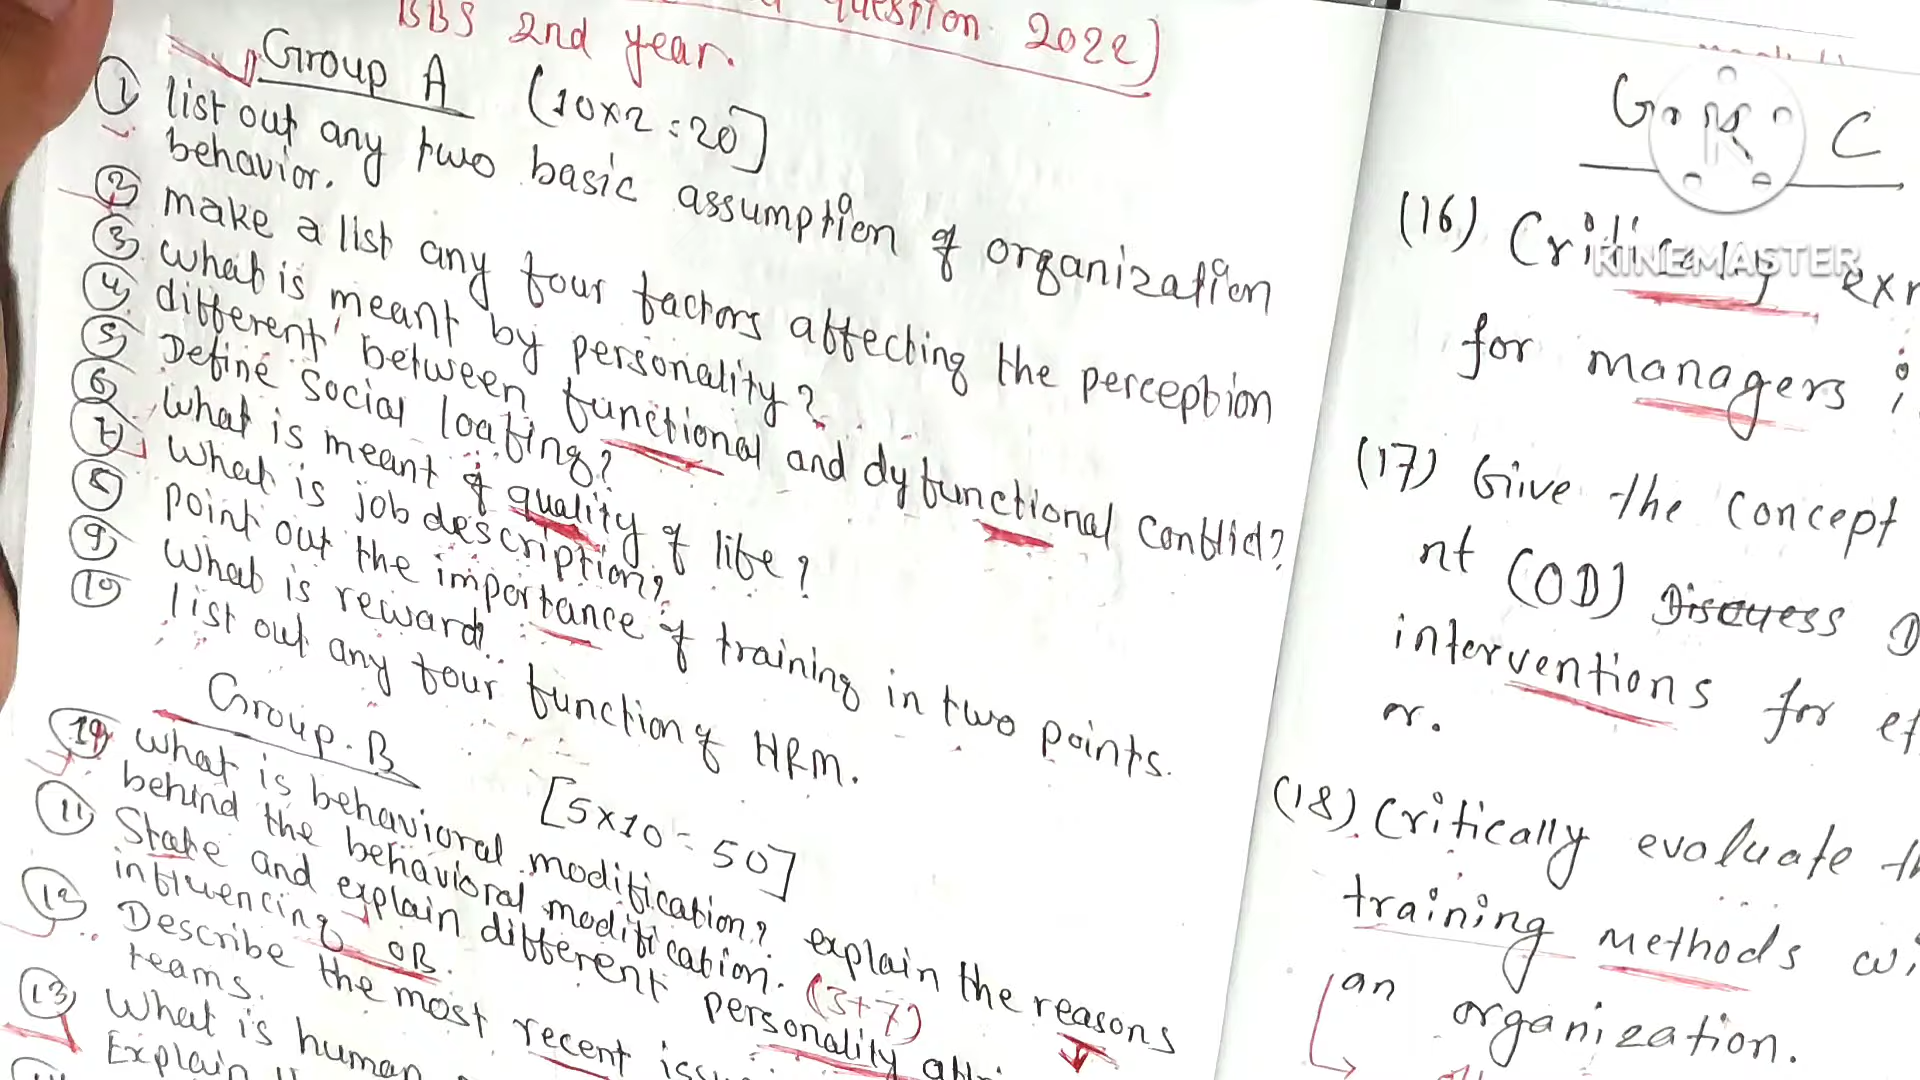 BBS 2nd year.
question 2022)
Group A (10x2=20]
① list out any two basic assumption of organization
behavior.
② make a list any four factors affecting the perception
③ what is meant by personality?
④ different between functional and dyfunctional conflict?
⑤ Define social loafing?
⑥ what is meant of quality of life?
⑦ What is job description?
⑧ point out the importance of training in two points.
⑨ What is reward.
⑩ list out any four function of HRM.
Group. B [5x10=50]
What is behavioral modification? explain the reasons
behind the behavioral modification. (3+7)
⑪ State and explain different personality
influencing OB.
⑫ Describe the most recent
teams.
⑬ What is human
Explain
C
(16) Critically
for managers
(17) Give the concept
nt (OD) Discuss
interventions for
or.
(18). Critically evaluate
training methods
an organization.
KINEMASTER